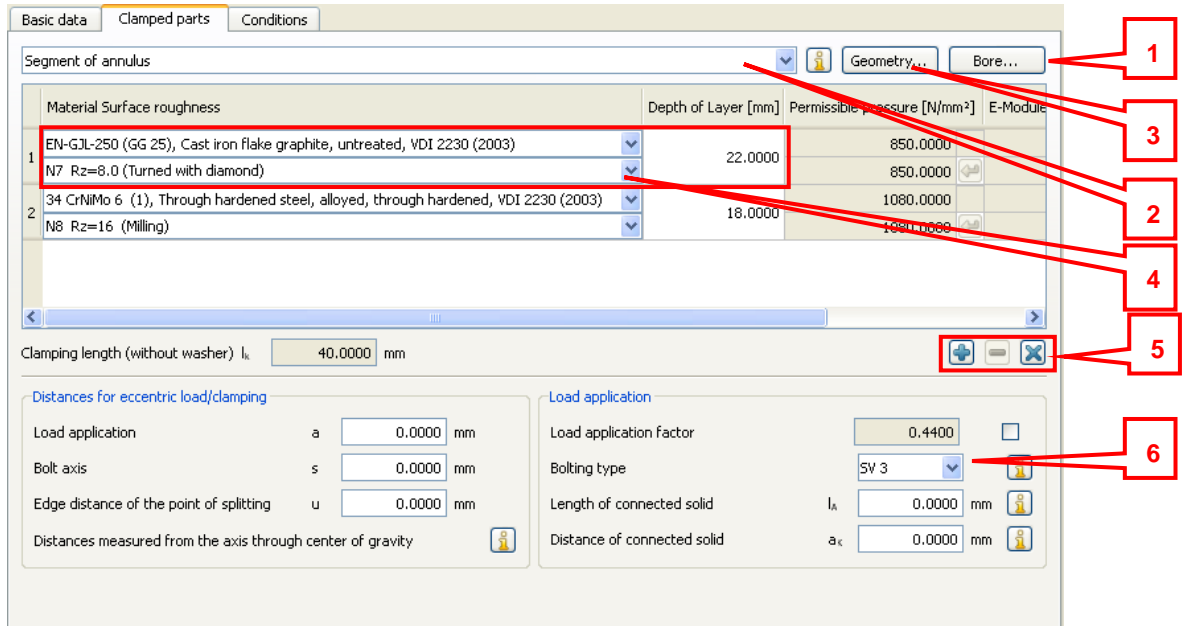 Basic data Clamped parts Conditions
1
Segment of annulus Geometry... Bore...
Material Surface roughness Depth of Layer [mm] Permissible pressure [N/mm²] E-Module
3
1 EN-GJL-250 (GG 25), Cast iron flake graphite, untreated, VDI 2230 (2003) 22.0000 850.0000
N7 Rz=8.0 (Turned with diamond) 850.0000
2 34 CrNiMo 6 (1), Through hardened steel, alloyed, through hardened, VDI 2230 (2003) 18.0000 1080.0000
N8 Rz=16 (Milling) 1080.0000
2
4
Clamping length (without washer) lk 40.0000 mm
5
Distances for eccentric load/clamping
Load application a 0.0000 mm
Bolt axis s 0.0000 mm
Edge distance of the point of splitting u 0.0000 mm
Distances measured from the axis through center of gravity
Load application
Load application factor 0.4400
Bolting type SV 3
6
Length of connected solid lA 0.0000 mm
Distance of connected solid aK 0.0000 mm